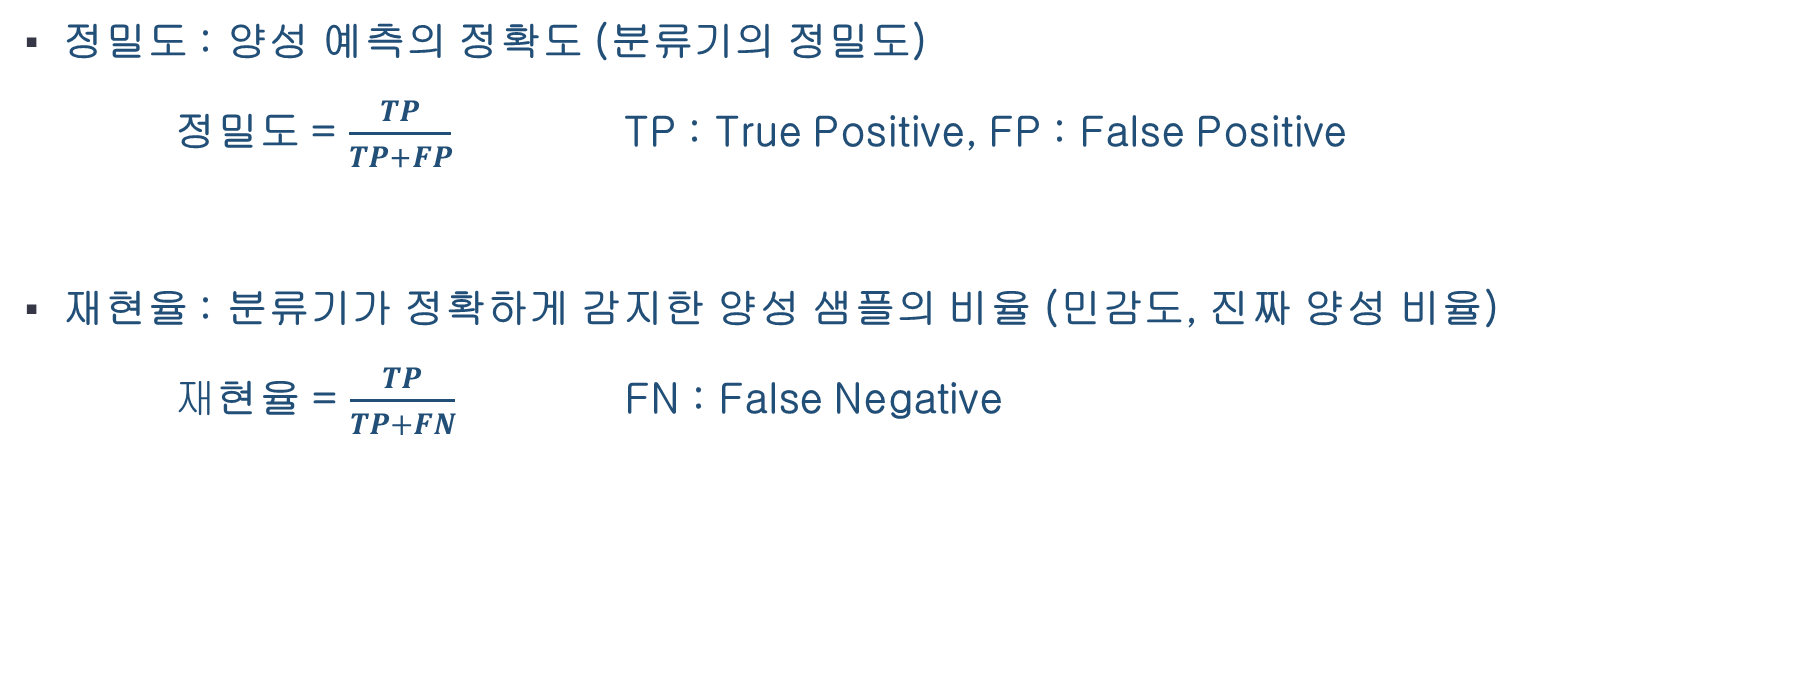 ▪ 정밀도 : 양성 예측의 정확도 (분류기의 정밀도)
정밀도 = TP / (TP+FP) TP : True Positive, FP : False Positive
▪ 재현율 : 분류기가 정확하게 감지한 양성 샘플의 비율 (민감도, 진짜 양성 비율)
재현율 = TP / (TP+FN) FN : False Negative